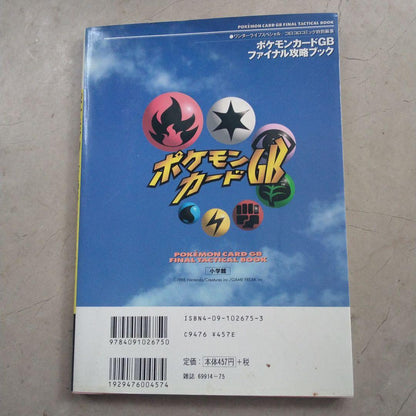 POKÉMON CARD GB FINAL TACTICAL BOOK
●ワンダーライフスペシャル コロコロコミック特別編集
ポケモンカードGB
ファイナル攻略ブック
ポケモン
カードGB
POKÉMON CARD GB
FINAL TACTICAL BOOK
小学館
ISBN4-09-102675-3
C9476 ¥457E
9784091026750
定価：本体457円＋税
雑誌 69914-75
1929476004574